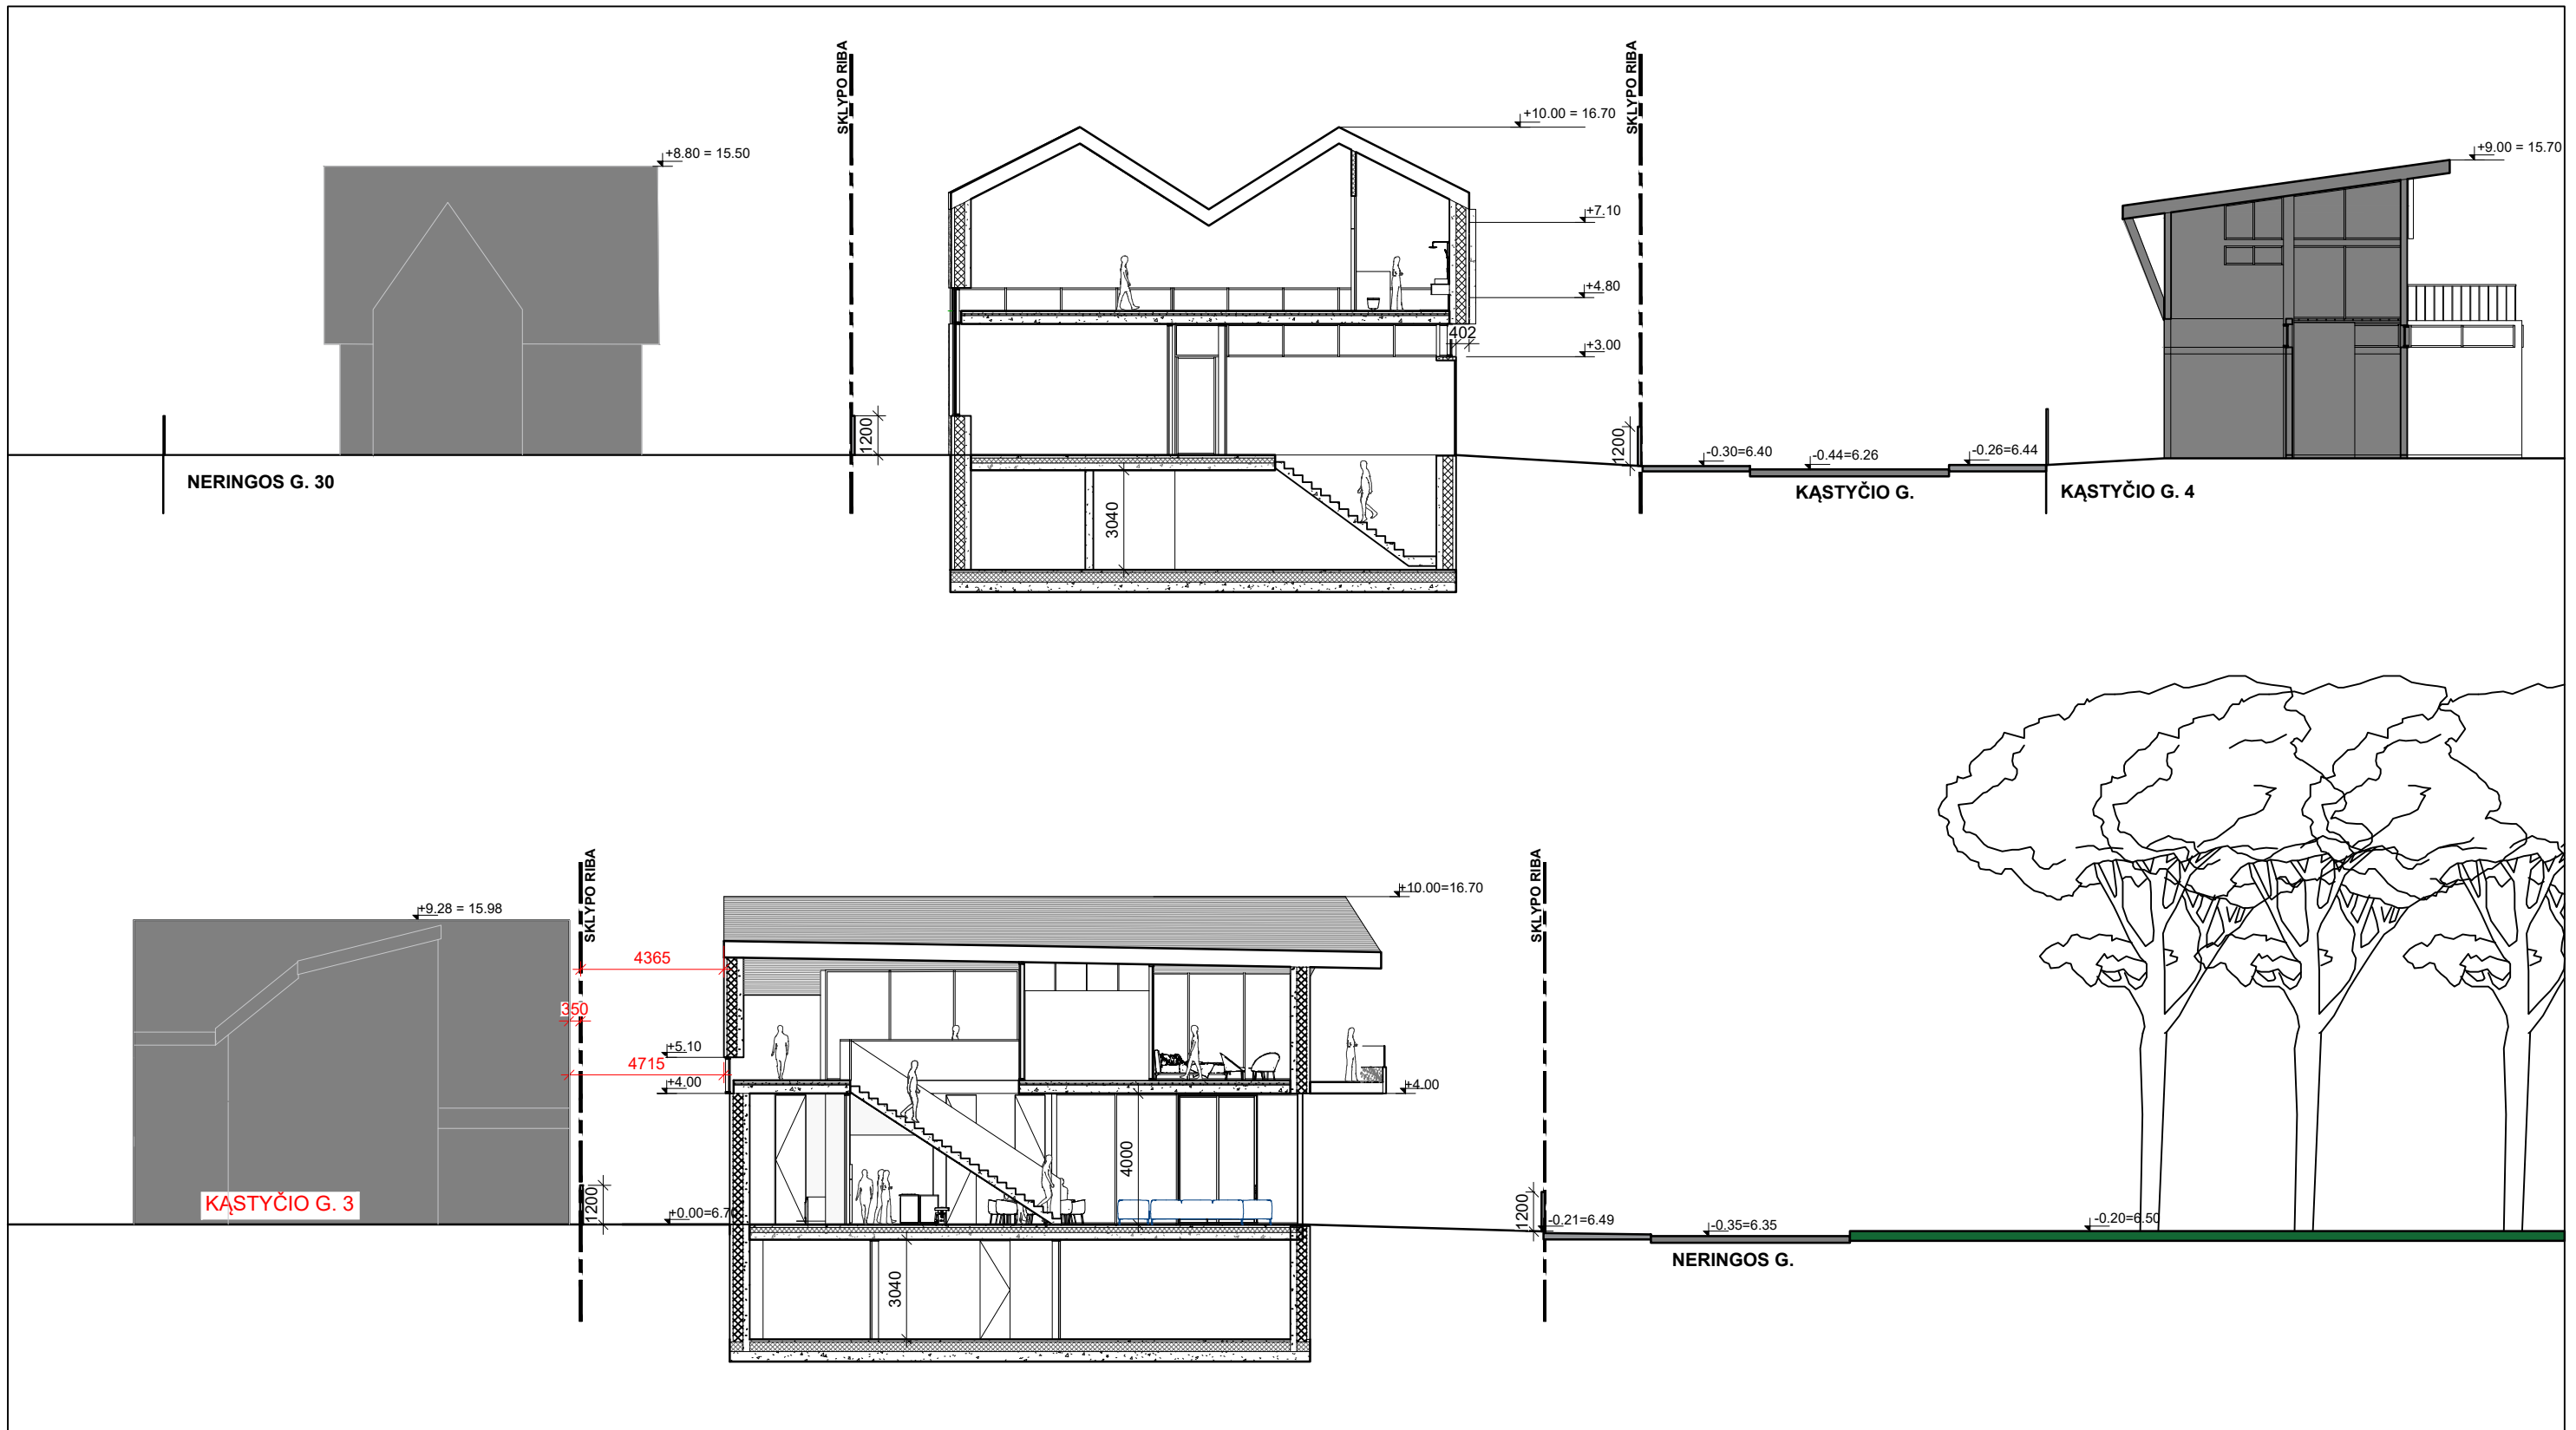 SKLYPO RIBA
SKLYPO RIBA
+10.00 = 16.70
+8.80 = 15.50
+9.00 = 15.70
+7.10
+4.80
402
+3.00
1200
1200
-0.30=6.40
-0.44=6.26
-0.26=6.44
NERINGOS G. 30
KĄSTYČIO G.
KĄSTYČIO G. 4
3040
SKLYPO RIBA
SKLYPO RIBA
+10.00=16.70
+9.28 = 15.98
4365
350
+5.10
4715
+4.00
+4.00
4000
KĄSTYČIO G. 3
1200
+0.00=6.70
1200
-0.21=6.49
-0.35=6.35
-0.20=6.50
NERINGOS G.
3040